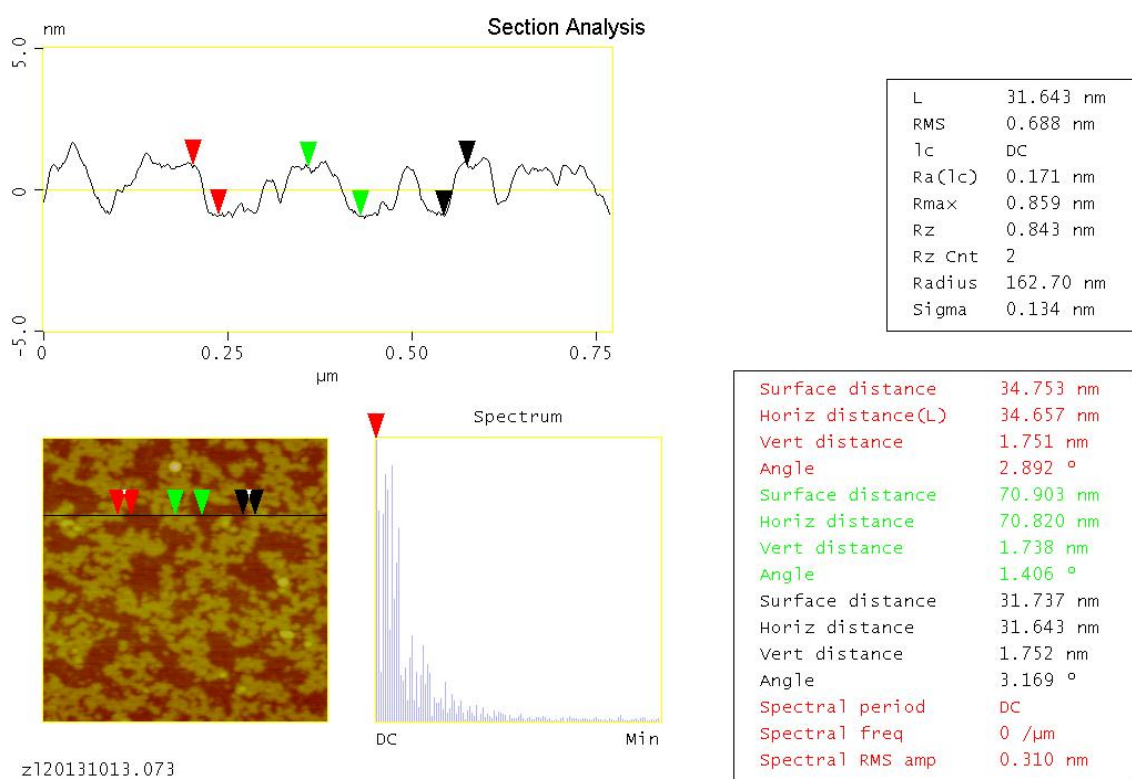 Section Analysis
nm
5.0
0
-5.0
0 0.25 0.50 0.75
µm
L 31.643 nm
RMS 0.688 nm
lc DC
Ra(lc) 0.171 nm
Rmax 0.859 nm
Rz 0.843 nm
Rz Cnt 2
Radius 162.70 nm
Sigma 0.134 nm
Surface distance 34.753 nm
Horiz distance(L) 34.657 nm
Vert distance 1.751 nm
Angle 2.892 º
Surface distance 70.903 nm
Horiz distance 70.820 nm
Vert distance 1.738 nm
Angle 1.406 º
Surface distance 31.737 nm
Horiz distance 31.643 nm
Vert distance 1.752 nm
Angle 3.169 º
Spectral period DC
Spectral freq 0 /µm
Spectral RMS amp 0.310 nm
Spectrum
DC Min
zl20131013.073